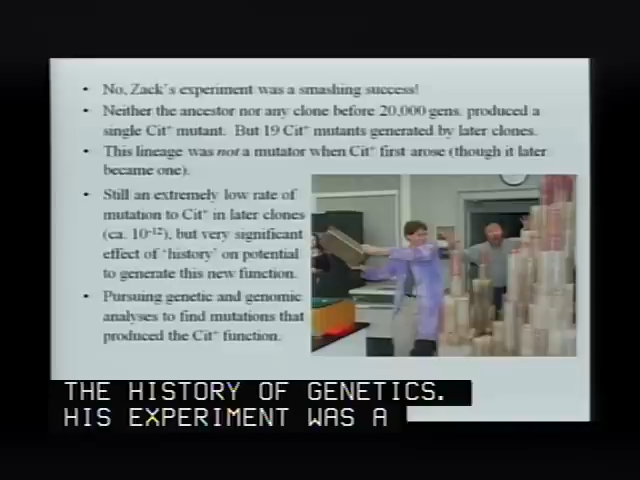 • No, Zack's experiment was a smashing success!
• Neither the ancestor nor any clone before 20,000 gens. produced a
single Cit⁺ mutant. But 19 Cit⁺ mutants generated by later clones.
• This lineage was not a mutator when Cit⁺ first arose (though it later
became one).
• Still an extremely low rate of
mutation to Cit⁺ in later clones
(ca. 10⁻¹²), but very significant
effect of 'history' on potential
to generate this new function.
• Pursuing genetic and genomic
analyses to find mutations that
produced the Cit⁺ function.
THE HISTORY OF GENETICS.
HIS EXPERIMENT WAS A